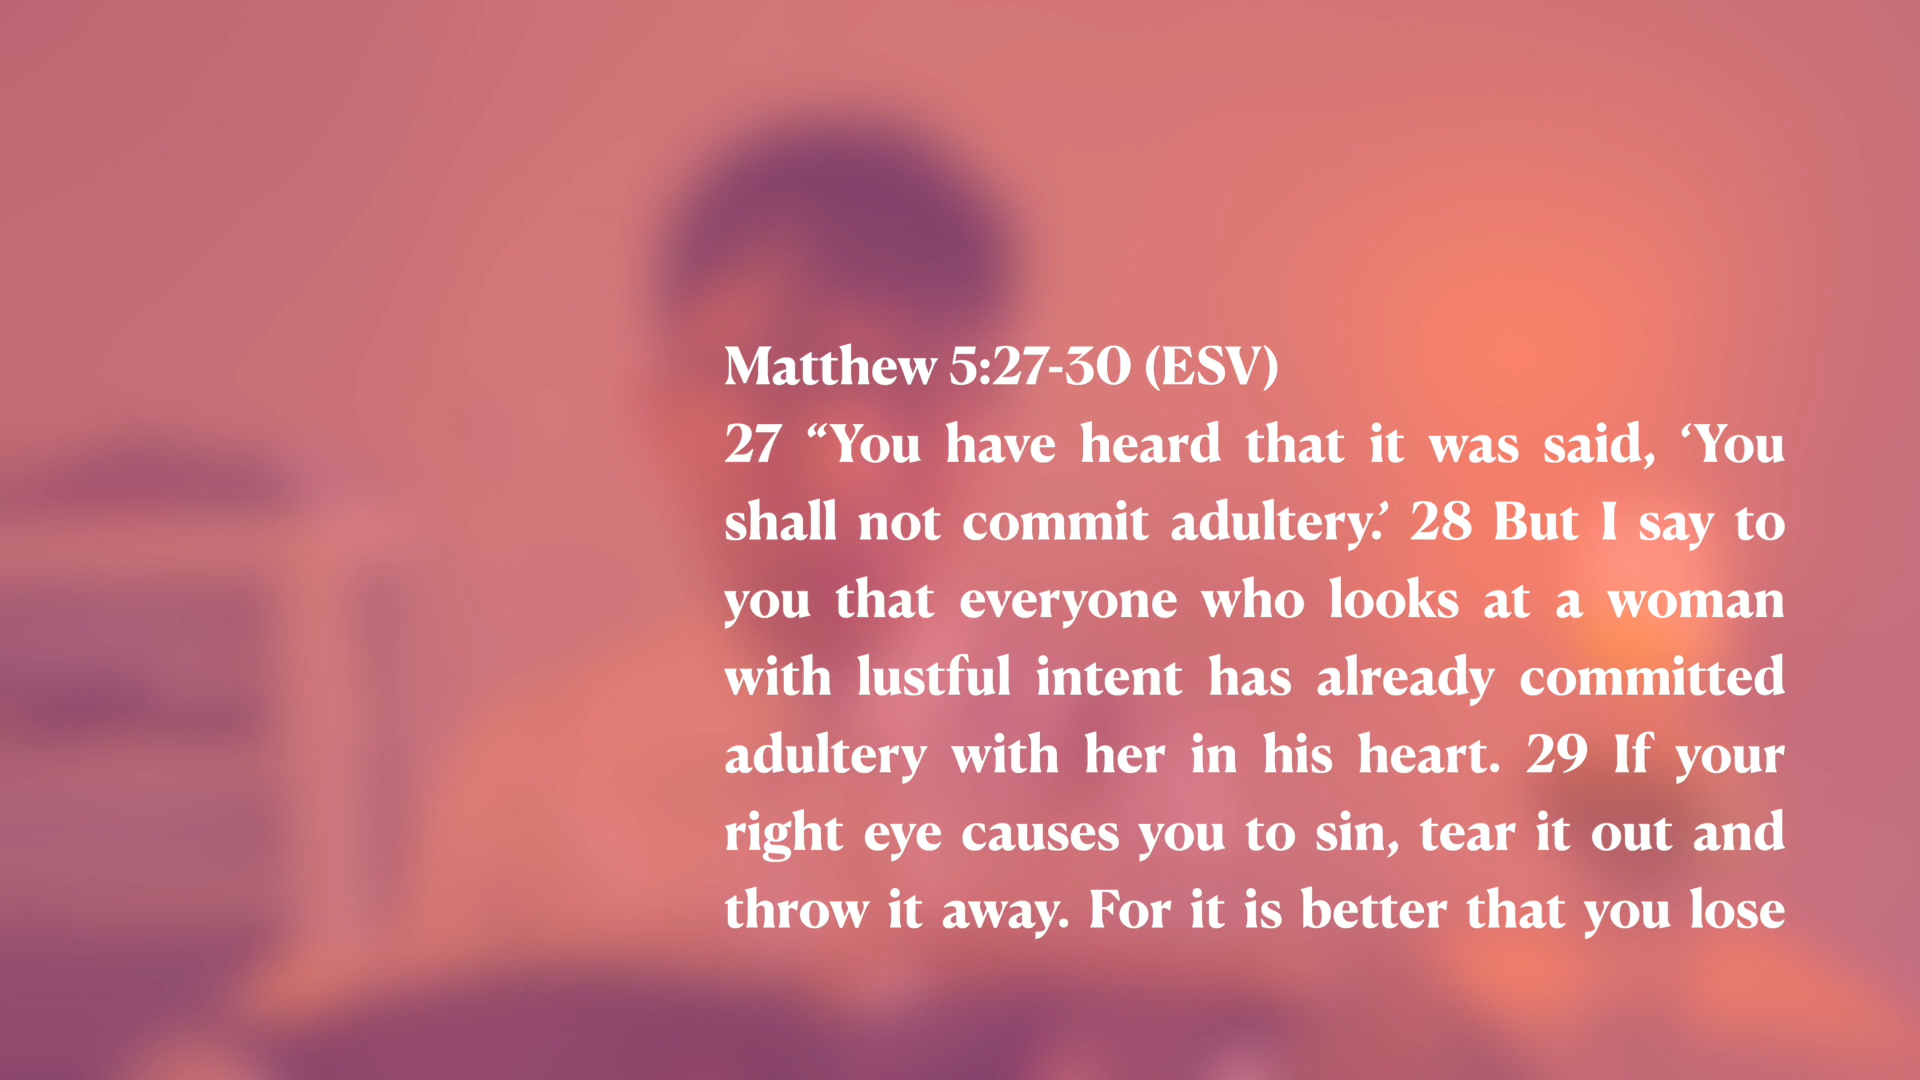 Matthew 5:27-30 (ESV)
27 “You have heard that it was said, ‘You
shall not commit adultery.’ 28 But I say to
you that everyone who looks at a woman
with lustful intent has already committed
adultery with her in his heart. 29 If your
right eye causes you to sin, tear it out and
throw it away. For it is better that you lose